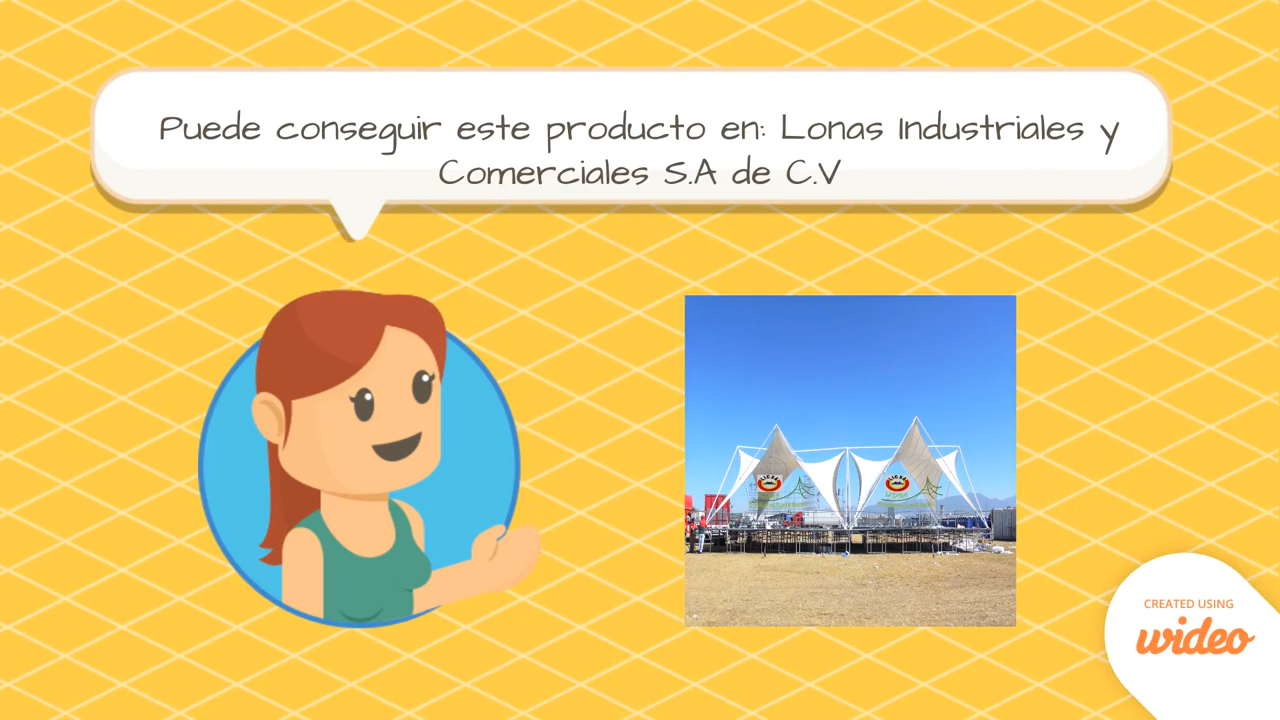 Puede conseguir este producto en: Lonas Industriales y
Comerciales S.A de C.V
CREATED USING
wideo